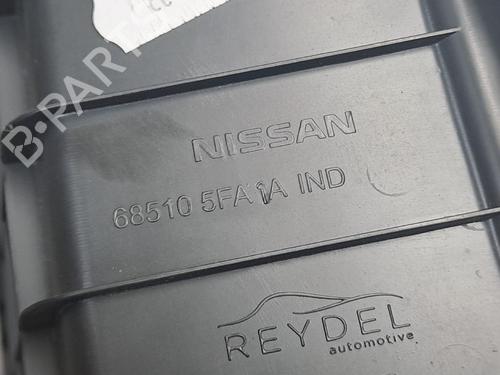 B-PARTS
NISSAN
68510 5FA1A IND
REYDEL
automotive